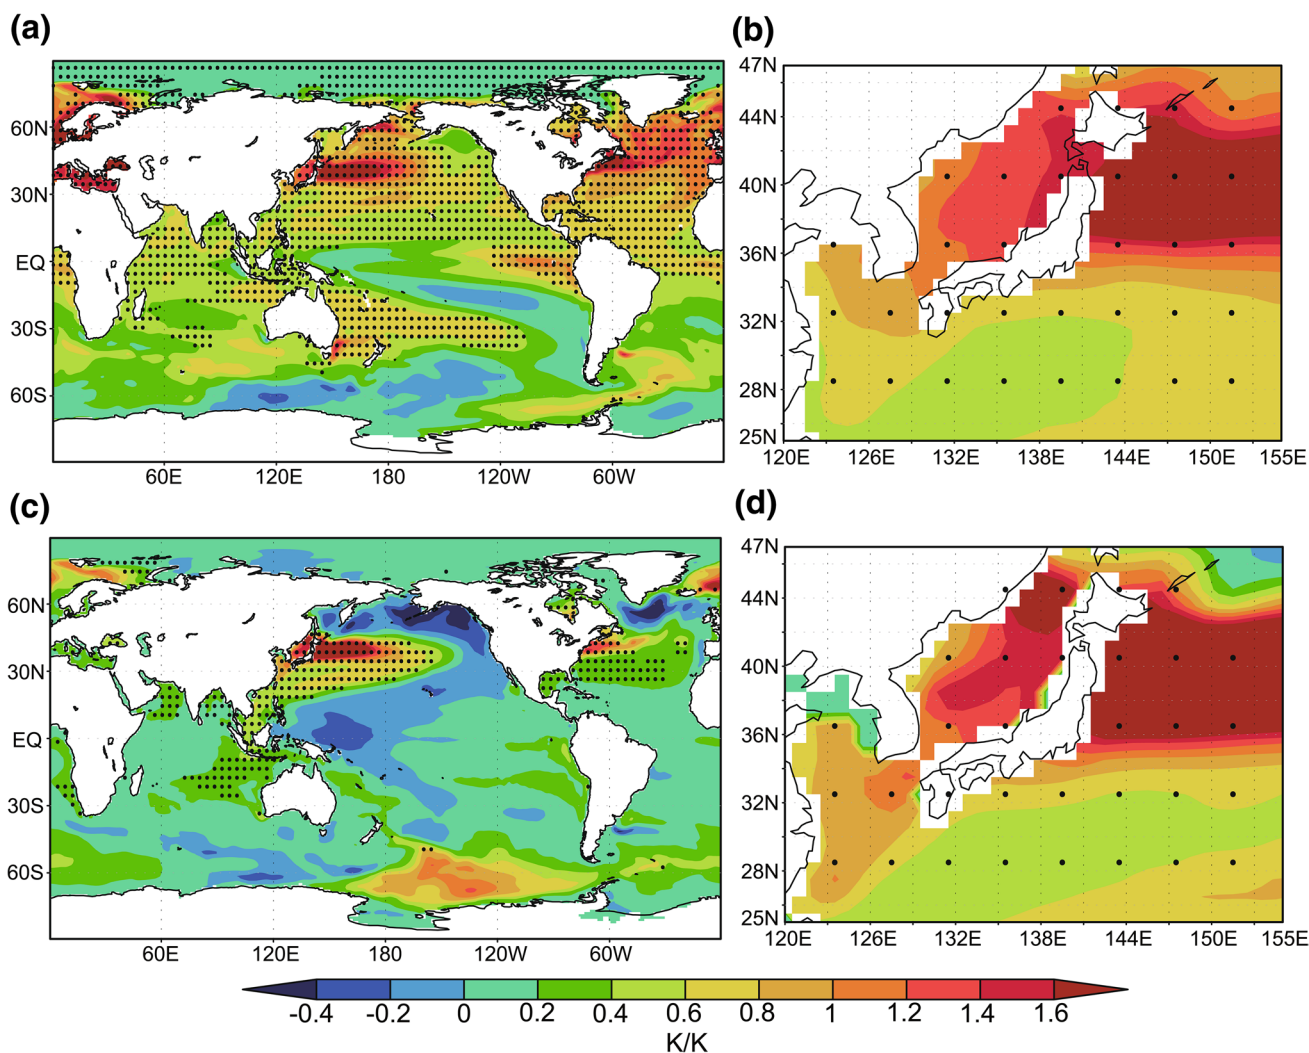 (a)
60N
30N
EQ
30S
60S
60E 120E 180 120W 60W
(b)
47N
44N
40N
36N
32N
28N
25N
120E 126E 132E 138E 144E 150E 155E
(c)
60N
30N
EQ
30S
60S
60E 120E 180 120W 60W
(d)
47N
44N
40N
36N
32N
28N
25N
120E 126E 132E 138E 144E 150E 155E
-0.4 -0.2 0 0.2 0.4 0.6 0.8 1 1.2 1.4 1.6
K/K